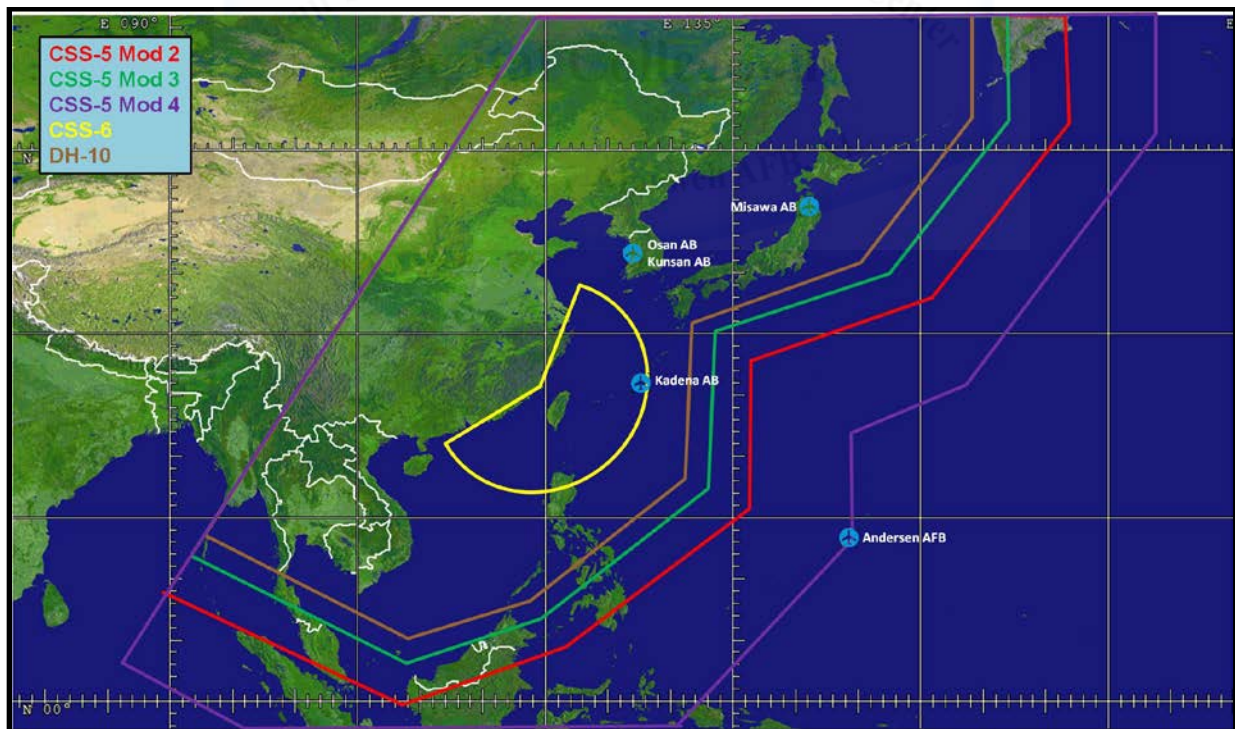 E 090°
E 135°
E
CSS-5 Mod 2
CSS-5 Mod 3
CSS-5 Mod 4
CSS-6
DH-10
N
Misawa AB
Osan AB
Kunsan AB
Kadena AB
Andersen AFB
N 00°